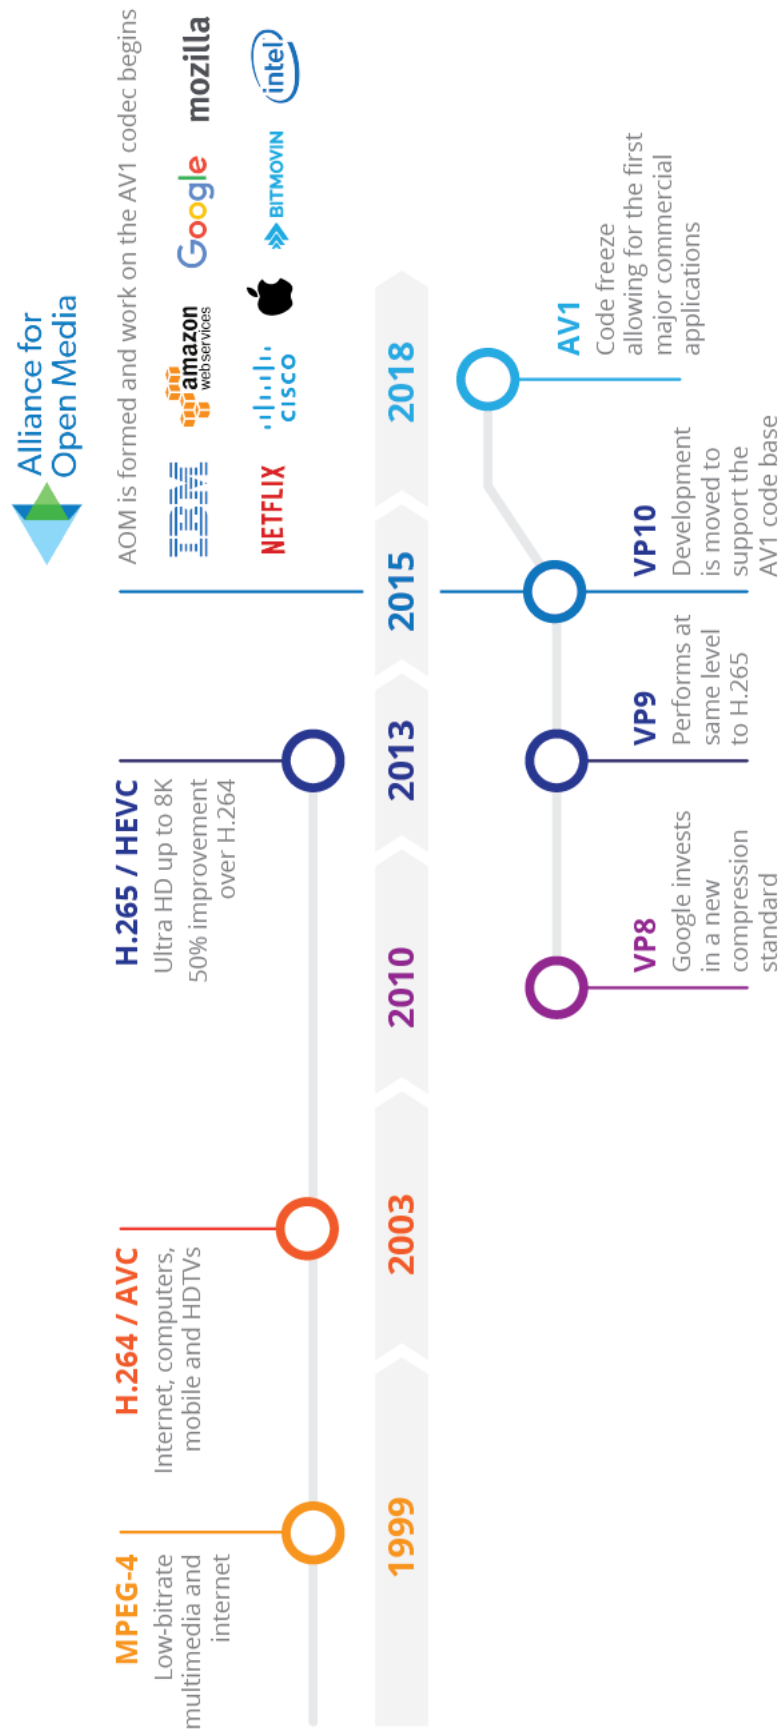 Alliance for
Open Media
AOM is formed and work on the AV1 codec begins
IBM
amazon
webservices
Google
mozilla
NETFLIX
CISCO
BITMOVIN
intel
MPEG-4
Low-bitrate
multimedia and
internet
H.264 / AVC
Internet, computers,
mobile and HDTVs
H.265 / HEVC
Ultra HD up to 8K
50% improvement
over H.264
1999
2003
2010
2013
2015
2018
VP8
Google invests
in a new
compression
standard
VP9
Performs at
same level
to H.265
VP10
Development
is moved to
support the
AV1 code base
AV1
Code freeze
allowing for the first
major commercial
applications